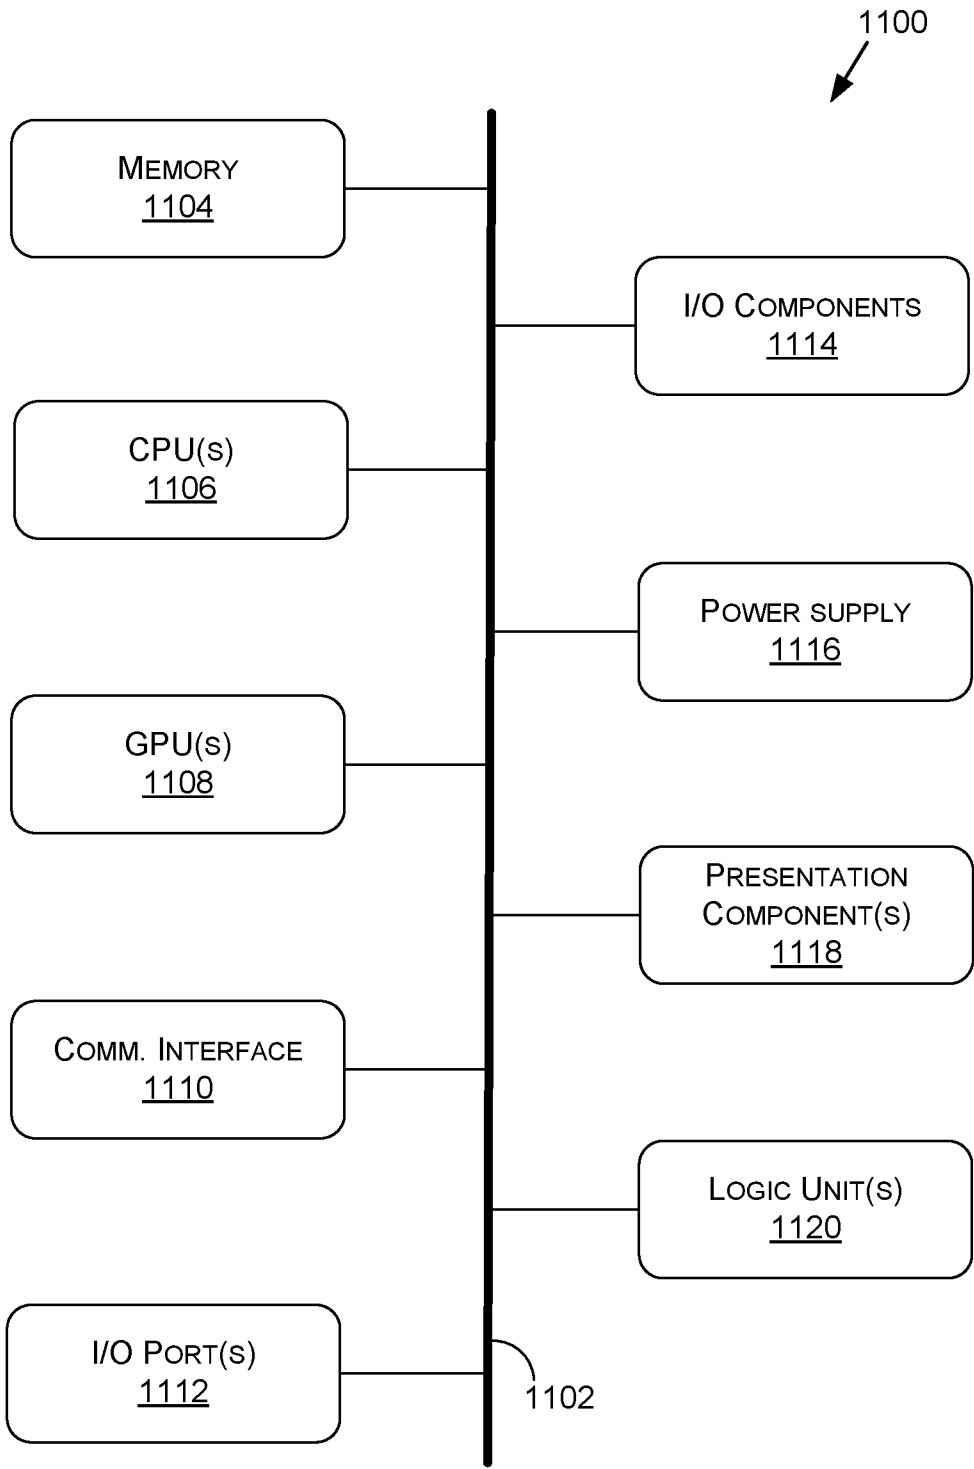 1100
MEMORY
1104
I/O COMPONENTS
1114
CPU(S)
1106
POWER SUPPLY
1116
GPU(S)
1108
PRESENTATION
COMPONENT(S)
1118
COMM. INTERFACE
1110
LOGIC UNIT(S)
1120
I/O PORT(S)
1112
1102